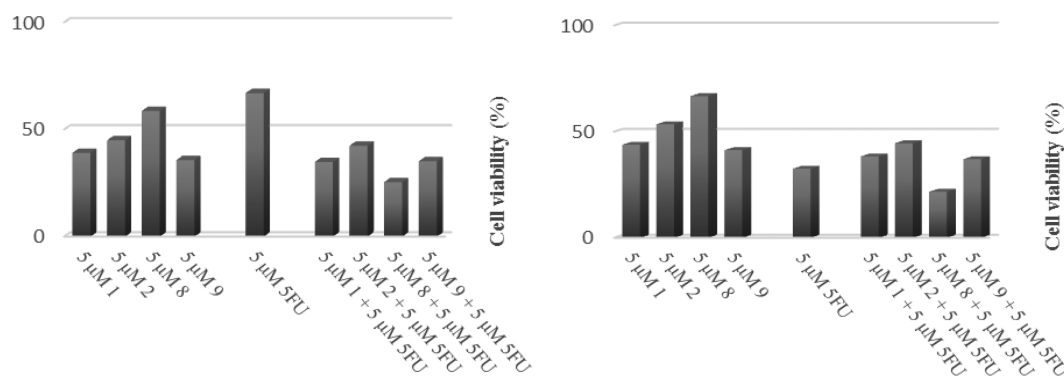 100
50
0
5 µM 1
5 µM 2
5 µM 8
5 µM 9
5 µM 5FU
5 µM 1 + 5 µM 5FU
5 µM 2 + 5 µM 5FU
5 µM 8 + 5 µM 5FU
5 µM 9 + 5 µM 5FU
Cell viability (%)
100
50
0
5 µM 1
5 µM 2
5 µM 8
5 µM 9
5 µM 5FU
5 µM 1 + 5 µM 5FU
5 µM 2 + 5 µM 5FU
5 µM 8 + 5 µM 5FU
5 µM 9 + 5 µM 5FU
Cell viability (%)